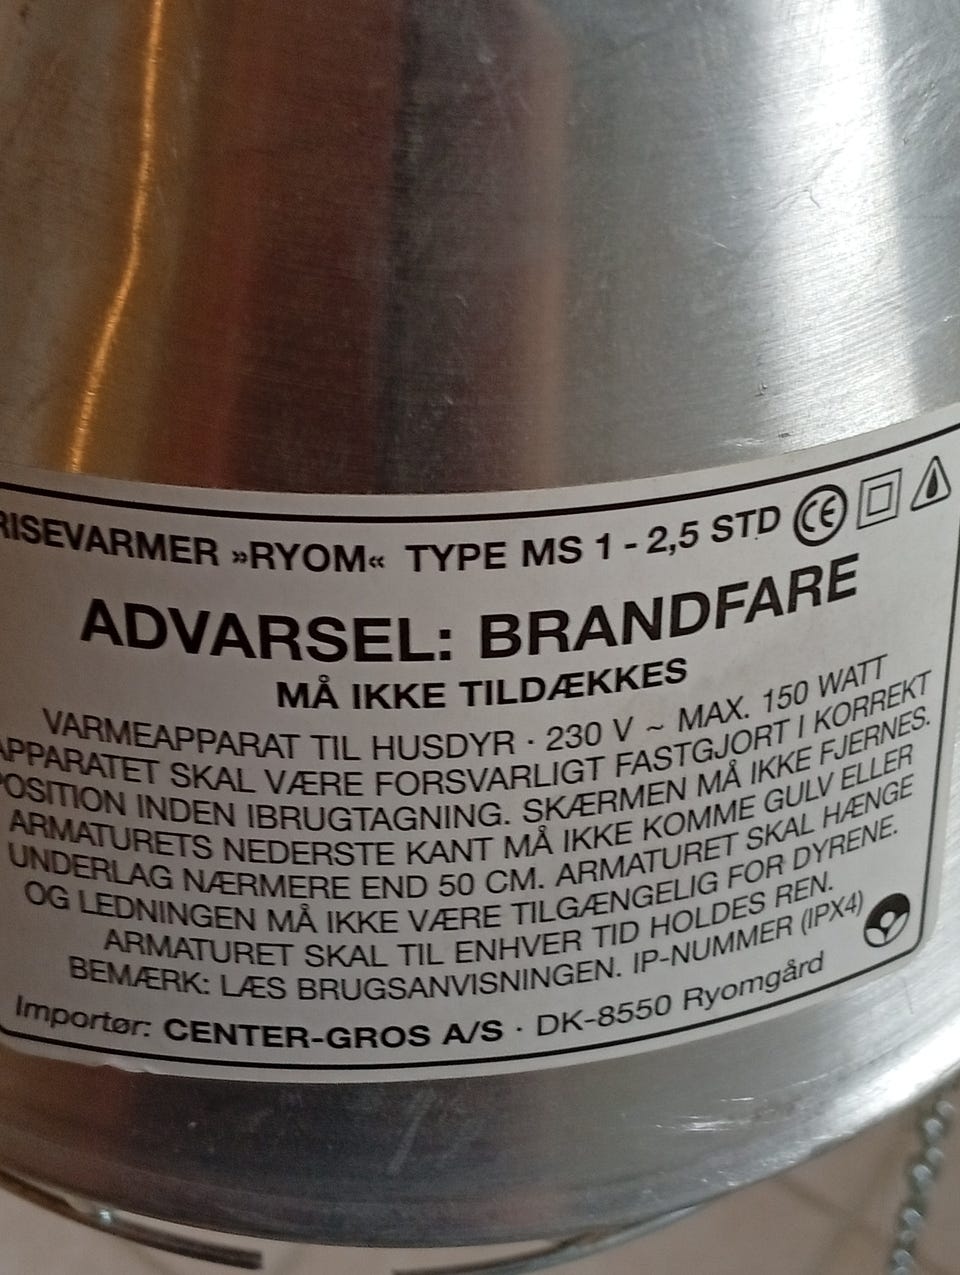 RISEVARMER »RYOM« TYPE MS 1 - 2,5 STD CE
ADVARSEL: BRANDFARE
MÅ IKKE TILDÆKKES
VARMEAPPARAT TIL HUSDYR · 230 V ~ MAX. 150 WATT
APPARATET SKAL VÆRE FORSVARLIGT FASTGJORT I KORREKT
POSITION INDEN IBRUGTAGNING. SKÆRMEN MÅ IKKE FJERNES.
ARMATURETS NEDERSTE KANT MÅ IKKE KOMME GULV ELLER
UNDERLAG NÆRMERE END 50 CM. ARMATURET SKAL HÆNGE
OG LEDNINGEN MÅ IKKE VÆRE TILGÆNGELIG FOR DYRENE.
ARMATURET SKAL TIL ENHVER TID HOLDES REN.
BEMÆRK: LÆS BRUGSANVISNINGEN. IP-NUMMER (IPX4)
Importør: CENTER-GROS A/S · DK-8550 Ryomgård